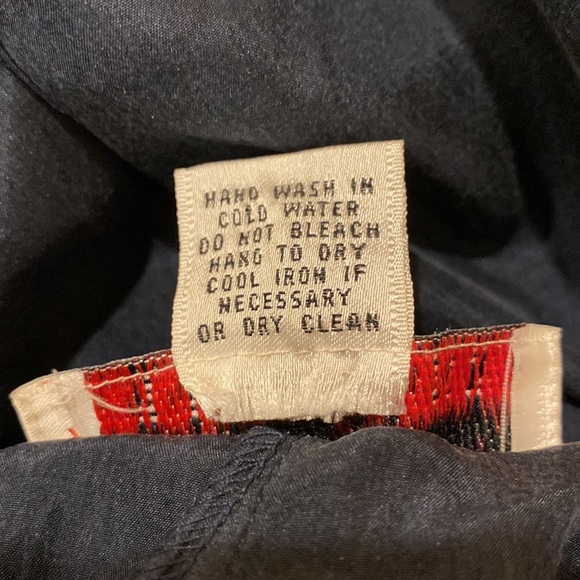 HAND WASH IN
COLD WATER
DO NOT BLEACH
HANG TO DRY
COOL IRON IF
NECESSARY
OR DRY CLEAN